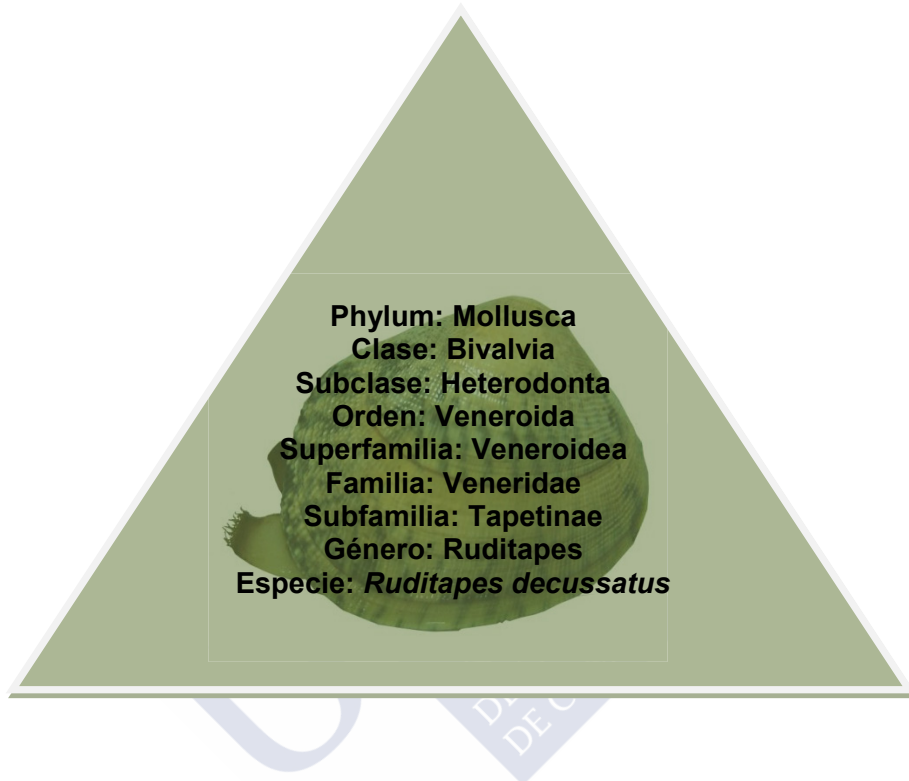 Phylum: Mollusca
Clase: Bivalvia
Subclase: Heterodonta
Orden: Veneroida
Superfamilia: Veneroidea
Familia: Veneridae
Subfamilia: Tapetinae
Género: Ruditapes
Especie: Ruditapes decussatus